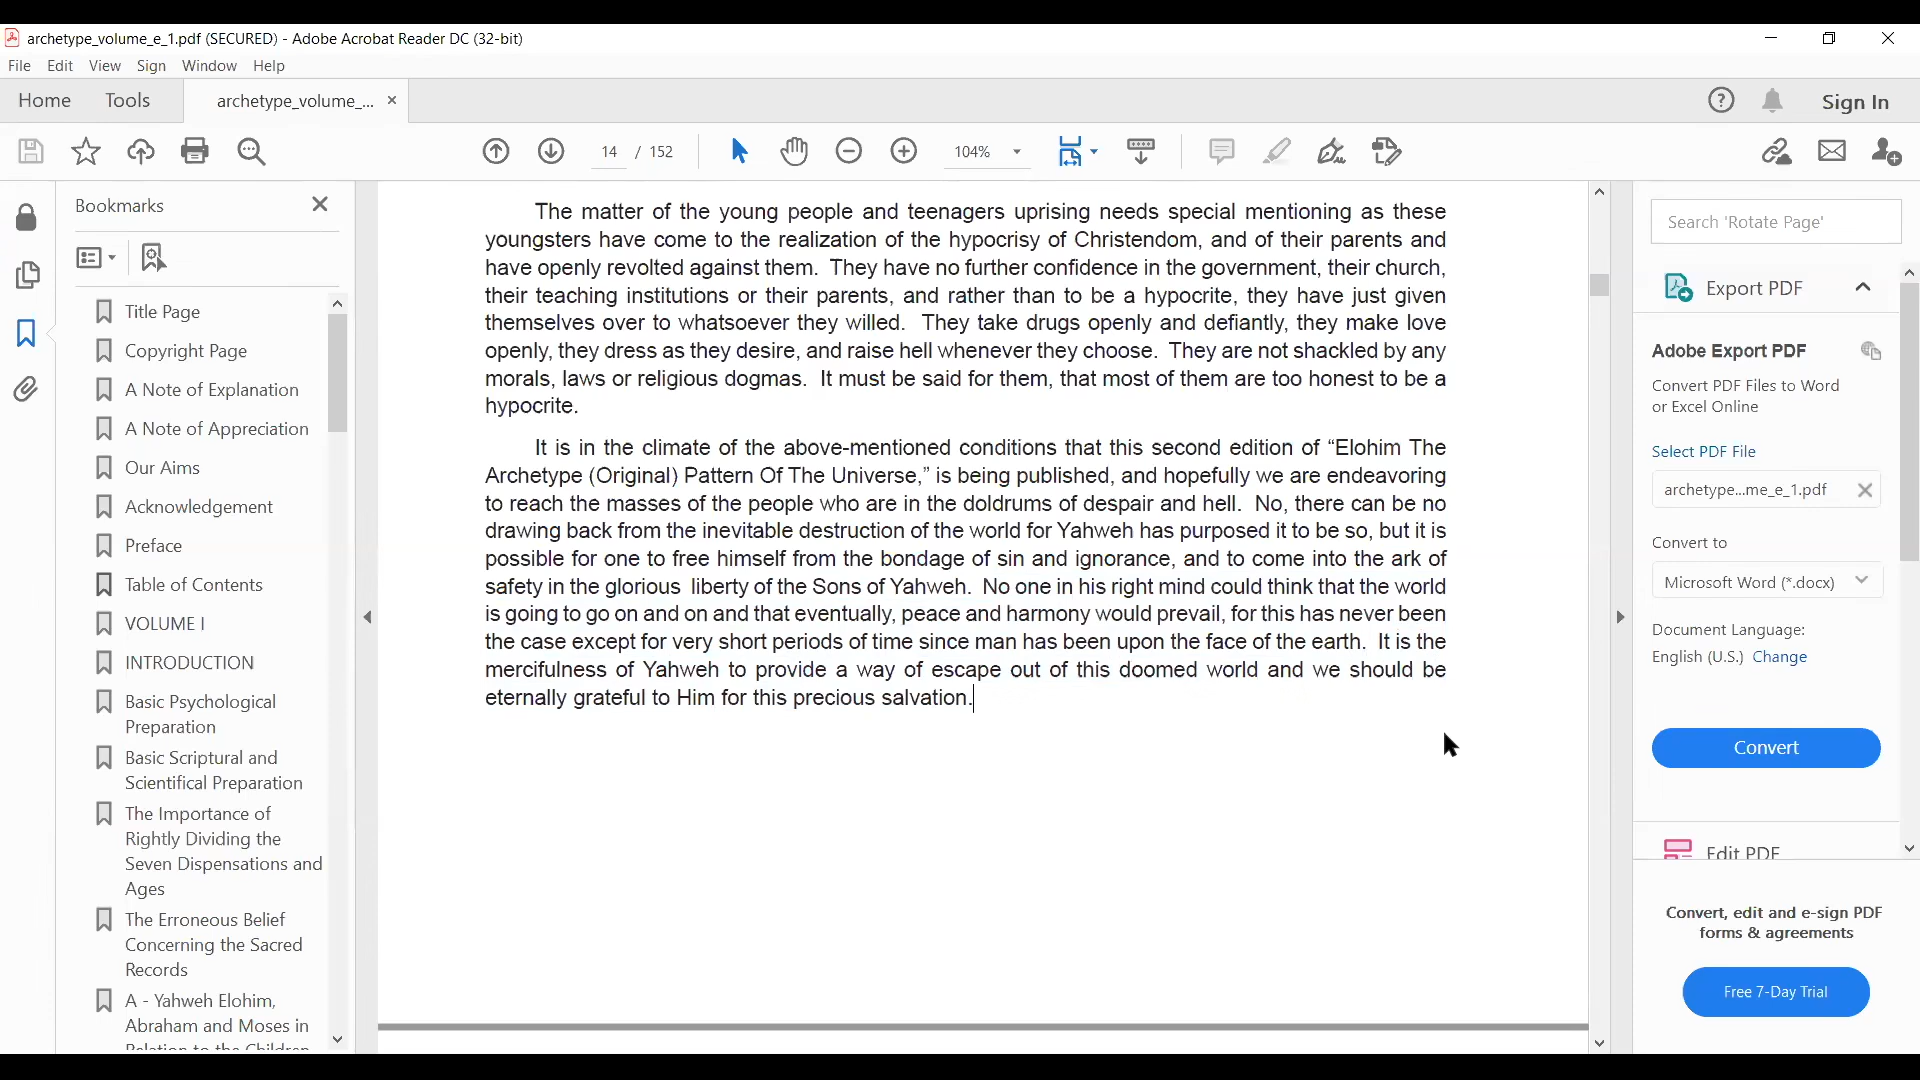 archetype_volume_e_1.pdf (SECURED) - Adobe Acrobat Reader DC (32-bit)
File Edit View Sign Window Help
Home Tools archetype_volume_... Sign In
14 / 152 104%
Bookmarks
Title Page
Copyright Page
A Note of Explanation
A Note of Appreciation
Our Aims
Acknowledgement
Preface
Table of Contents
VOLUME I
INTRODUCTION
Basic Psychological
Preparation
Basic Scriptural and
Scientifical Preparation
The Importance of
Rightly Dividing the
Seven Dispensations and
Ages
The Erroneous Belief
Concerning the Sacred
Records
A - Yahweh Elohim,
Abraham and Moses in
Relation to the Children
The matter of the young people and teenagers uprising needs special mentioning as these
youngsters have come to the realization of the hypocrisy of Christendom, and of their parents and
have openly revolted against them. They have no further confidence in the government, their church,
their teaching institutions or their parents, and rather than to be a hypocrite, they have just given
themselves over to whatsoever they willed. They take drugs openly and defiantly, they make love
openly, they dress as they desire, and raise hell whenever they choose. They are not shackled by any
morals, laws or religious dogmas. It must be said for them, that most of them are too honest to be a
hypocrite.
It is in the climate of the above-mentioned conditions that this second edition of “Elohim The
Archetype (Original) Pattern Of The Universe,” is being published, and hopefully we are endeavoring
to reach the masses of the people who are in the doldrums of despair and hell. No, there can be no
drawing back from the inevitable destruction of the world for Yahweh has purposed it to be so, but it is
possible for one to free himself from the bondage of sin and ignorance, and to come into the ark of
safety in the glorious liberty of the Sons of Yahweh. No one in his right mind could think that the world
is going to go on and on and that eventually, peace and harmony would prevail, for this has never been
the case except for very short periods of time since man has been upon the face of the earth. It is the
mercifulness of Yahweh to provide a way of escape out of this doomed world and we should be
eternally grateful to Him for this precious salvation.
Search 'Rotate Page'
Export PDF
Adobe Export PDF
Convert PDF Files to Word
or Excel Online
Select PDF File
archetype...me_e_1.pdf
Convert to
Microsoft Word (*.docx)
Document Language:
English (U.S.) Change
Convert
Edit PDF
Convert, edit and e-sign PDF
forms & agreements
Free 7-Day Trial